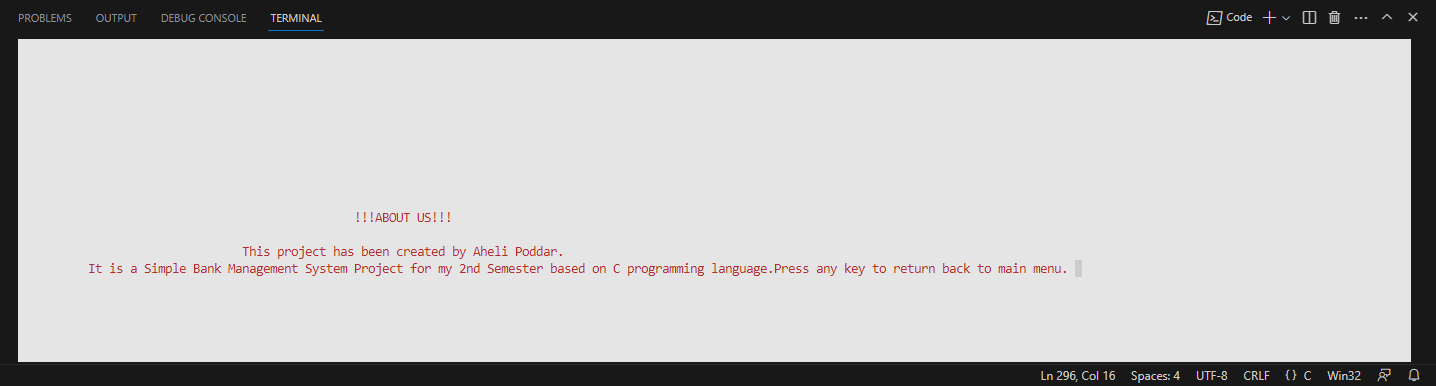 PROBLEMS OUTPUT DEBUG CONSOLE TERMINAL Code
!!!ABOUT US!!!
This project has been created by Aheli Poddar.
It is a Simple Bank Management System Project for my 2nd Semester based on C programming language.Press any key to return back to main menu.
Ln 296, Col 16 Spaces: 4 UTF-8 CRLF {} C Win32